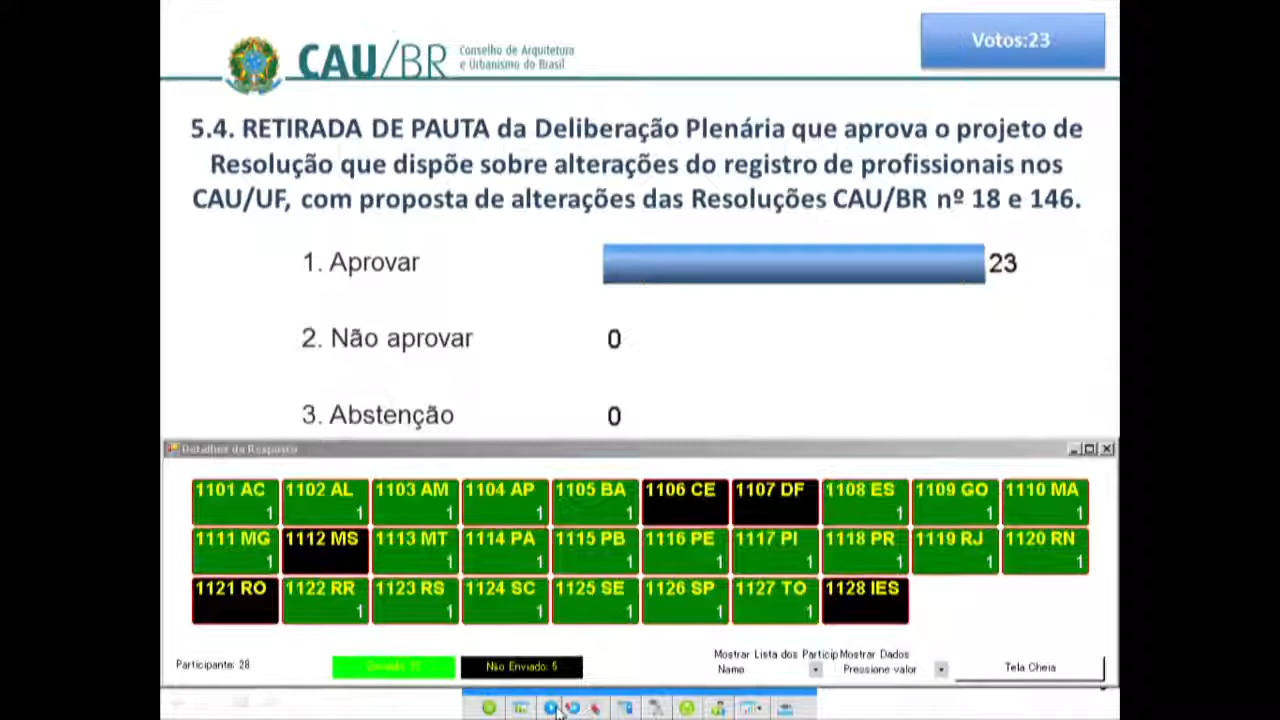 CAU/BR
Conselho de Arquitetura
e Urbanismo do Brasil
Votos:23
5.4. RETIRADA DE PAUTA da Deliberação Plenária que aprova o projeto de
Resolução que dispõe sobre alterações do registro de profissionais nos
CAU/UF, com proposta de alterações das Resoluções CAU/BR nº 18 e 146.
1. Aprovar 23
2. Não aprovar 0
3. Abstenção 0
Detalhes da Resposta
1101 AC 1102 AL 1103 AM 1104 AP 1105 BA 1106 CE 1107 DF 1108 ES 1109 GO 1110 MA
1 1 1 1 1 1 1 1
1111 MG 1112 MS 1113 MT 1114 PA 1115 PB 1116 PE 1117 PI 1118 PR 1119 RJ 1120 RN
1 1 1 1 1 1 1 1 1
1121 RO 1122 RR 1123 RS 1124 SC 1125 SE 1126 SP 1127 TO 1128 IES
1 1 1 1 1 1
Mostrar Lista dos Particip Mostrar Dados
Participante: 28 Não Enviado: 5 Name Pressione valor Tela Cheia